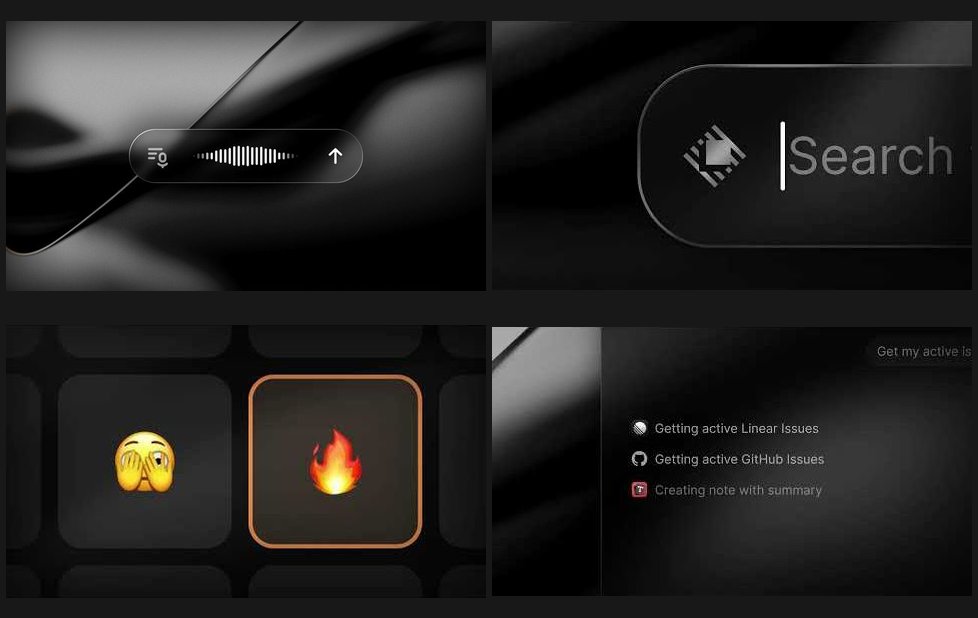 Search
Get my active is
Getting active Linear Issues
Getting active GitHub Issues
Creating note with summary